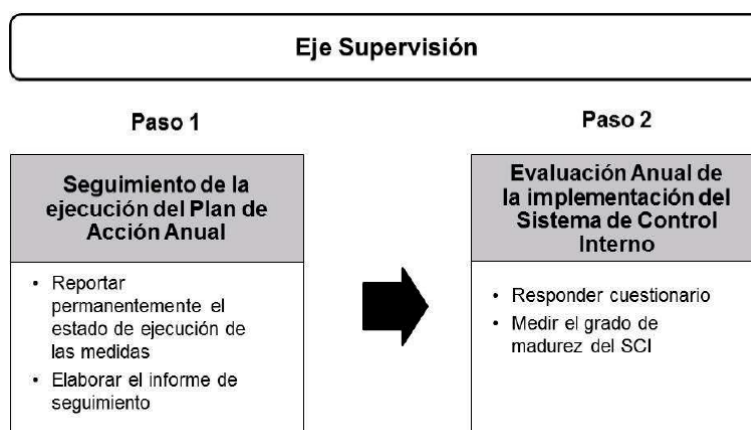 Eje Supervisión
Paso 1
Seguimiento de la
ejecución del Plan de
Acción Anual
• Reportar
permanentemente el
estado de ejecución de
las medidas
• Elaborar el informe de
seguimiento
Paso 2
Evaluación Anual de
la implementación del
Sistema de Control
Interno
• Responder cuestionario
• Medir el grado de
madurez del SCI